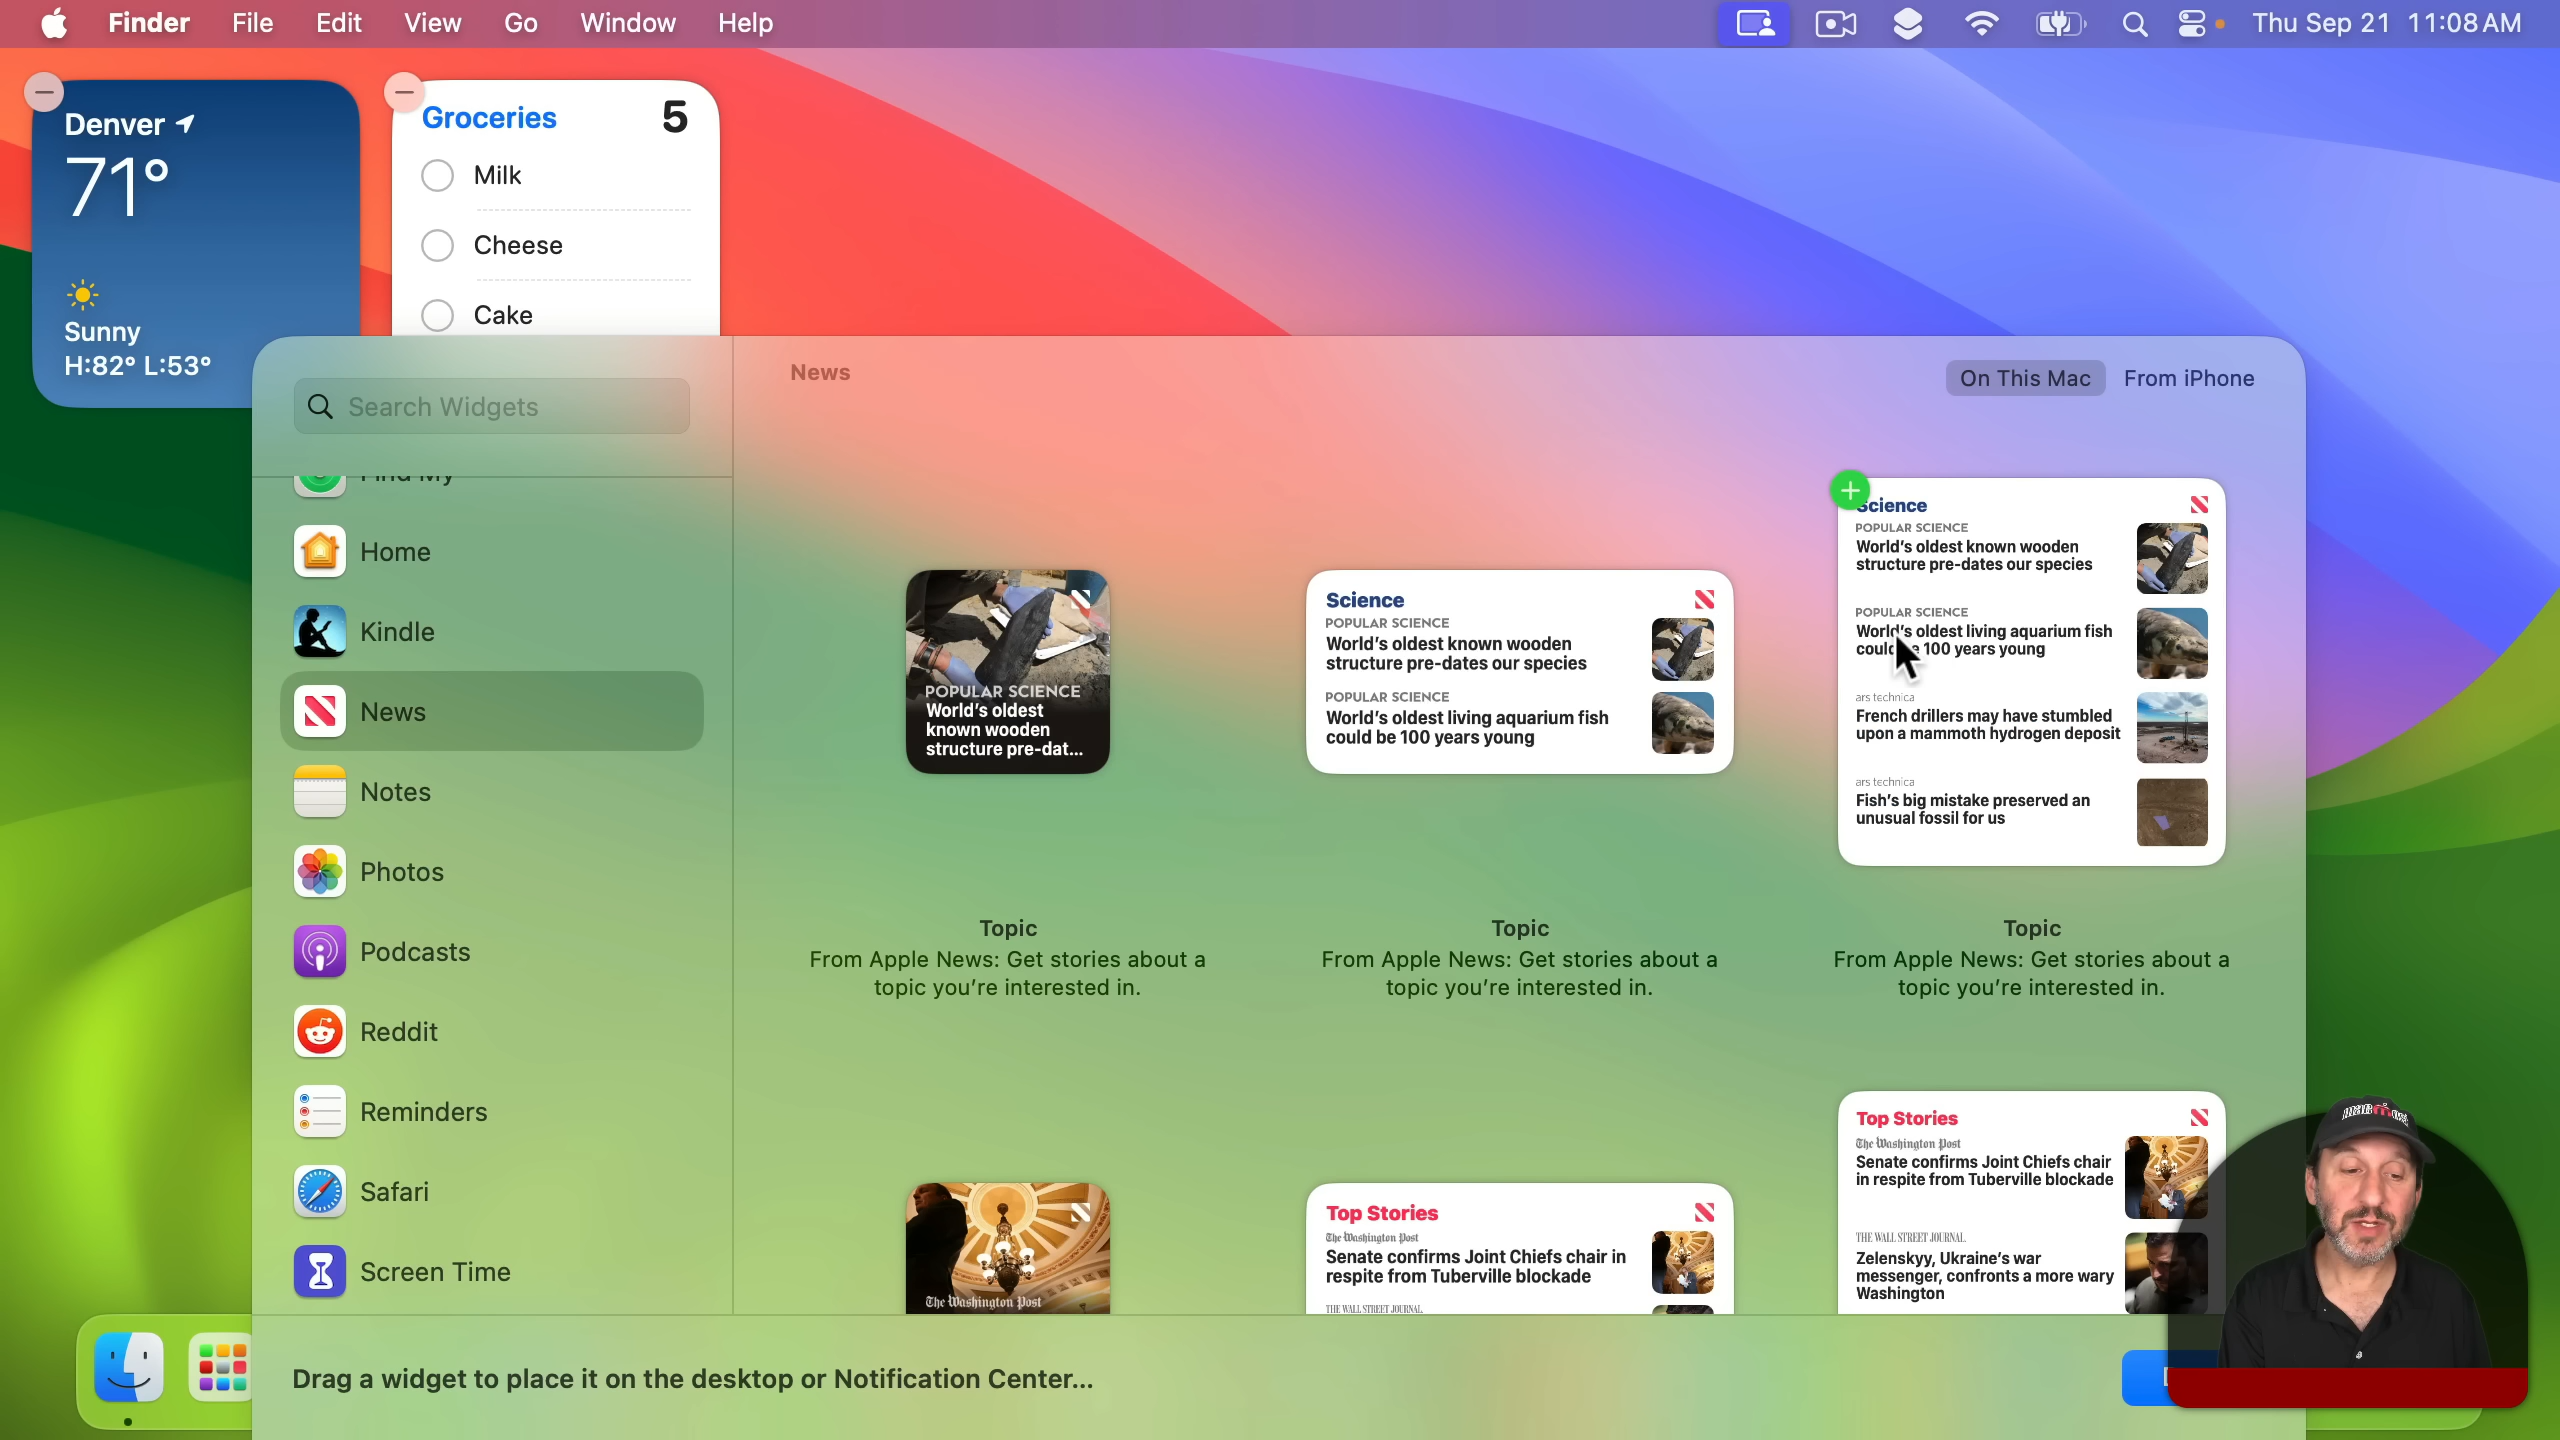 Finder File Edit View Go Window Help Thu Sep 21 11:08 AM
Denver
71°
Sunny
H:82° L:53°
Groceries 5
Milk
Cheese
Cake
Search Widgets
News
On This Mac From iPhone
Find My
Home
Kindle
News
Notes
Photos
Podcasts
Reddit
Reminders
Safari
Screen Time
POPULAR SCIENCE
World's oldest
known wooden
structure pre-dat...
Topic
From Apple News: Get stories about a
topic you're interested in.
Science
POPULAR SCIENCE
World's oldest known wooden
structure pre-dates our species
POPULAR SCIENCE
World's oldest living aquarium fish
could be 100 years young
Topic
From Apple News: Get stories about a
topic you're interested in.
Science
POPULAR SCIENCE
World's oldest known wooden
structure pre-dates our species
POPULAR SCIENCE
World's oldest living aquarium fish
could be 100 years young
ars technica
French drillers may have stumbled
upon a mammoth hydrogen deposit
ars technica
Fish's big mistake preserved an
unusual fossil for us
Topic
From Apple News: Get stories about a
topic you're interested in.
The Washington Post
Top Stories
The Washington Post
Senate confirms Joint Chiefs chair in
respite from Tuberville blockade
THE WALL STREET JOURNAL.
Top Stories
The Washington Post
Senate confirms Joint Chiefs chair
in respite from Tuberville blockade
THE WALL STREET JOURNAL.
Zelenskyy, Ukraine's war
messenger, confronts a more wary
Washington
Drag a widget to place it on the desktop or Notification Center...